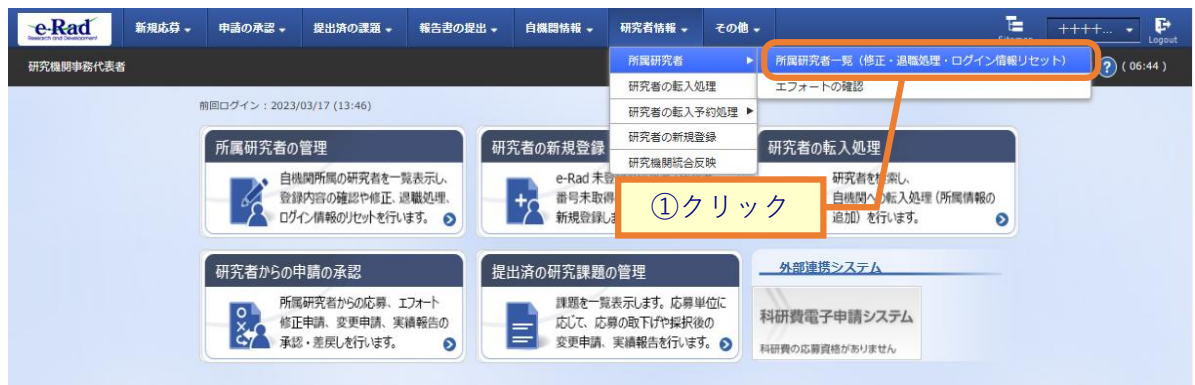 e-Rad
Research and Development
新規応募
申請の承認
提出済の課題
報告書の提出
自機関情報
研究者情報
その他
Sitemap
++++...
Logout
研究機関事務代表者
所属研究者
所属研究者一覧（修正・退職処理・ログイン情報リセット）
? ( 06:44 )
研究者の転入処理
エフォートの確認
前回ログイン：2023/03/17 (13:46)
研究者の転入予約処理
研究者の新規登録
研究機関統合反映
所属研究者の管理
自機関所属の研究者を一覧表示し、
登録内容の確認や修正、退職処理、
ログイン情報のリセットを行います。
研究者の新規登録
e-Rad 未登
番号未取得
新規登録しま
①クリック
研究者の転入処理
研究者を検索し、
自機関への転入処理（所属情報の
追加）を行います。
研究者からの申請の承認
所属研究者からの応募、エフォート
修正申請、変更申請、実績報告の
承認・差戻しを行います。
提出済の研究課題の管理
課題を一覧表示します。応募単位に
応じて、応募の取下げや採択後の
変更申請、実績報告を行います。
外部連携システム
科研費電子申請システム
科研費の応募資格がありません